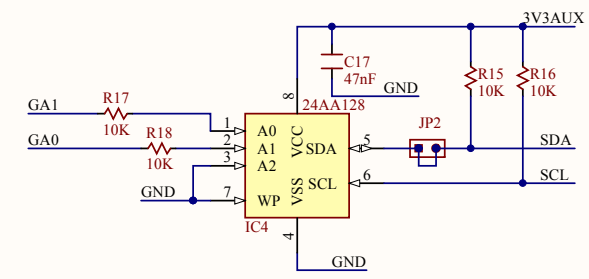 3V3AUX
C17
47nF
GND
R15
10K
R16
10K
GA1
R17
10K
GA0
R18
10K
GND
8
24AA128
1
2
3
7
A0
A1
A2
WP
VCC
VSS
SDA
SCL
5
6
JP2
SDA
SCL
IC4
4
GND